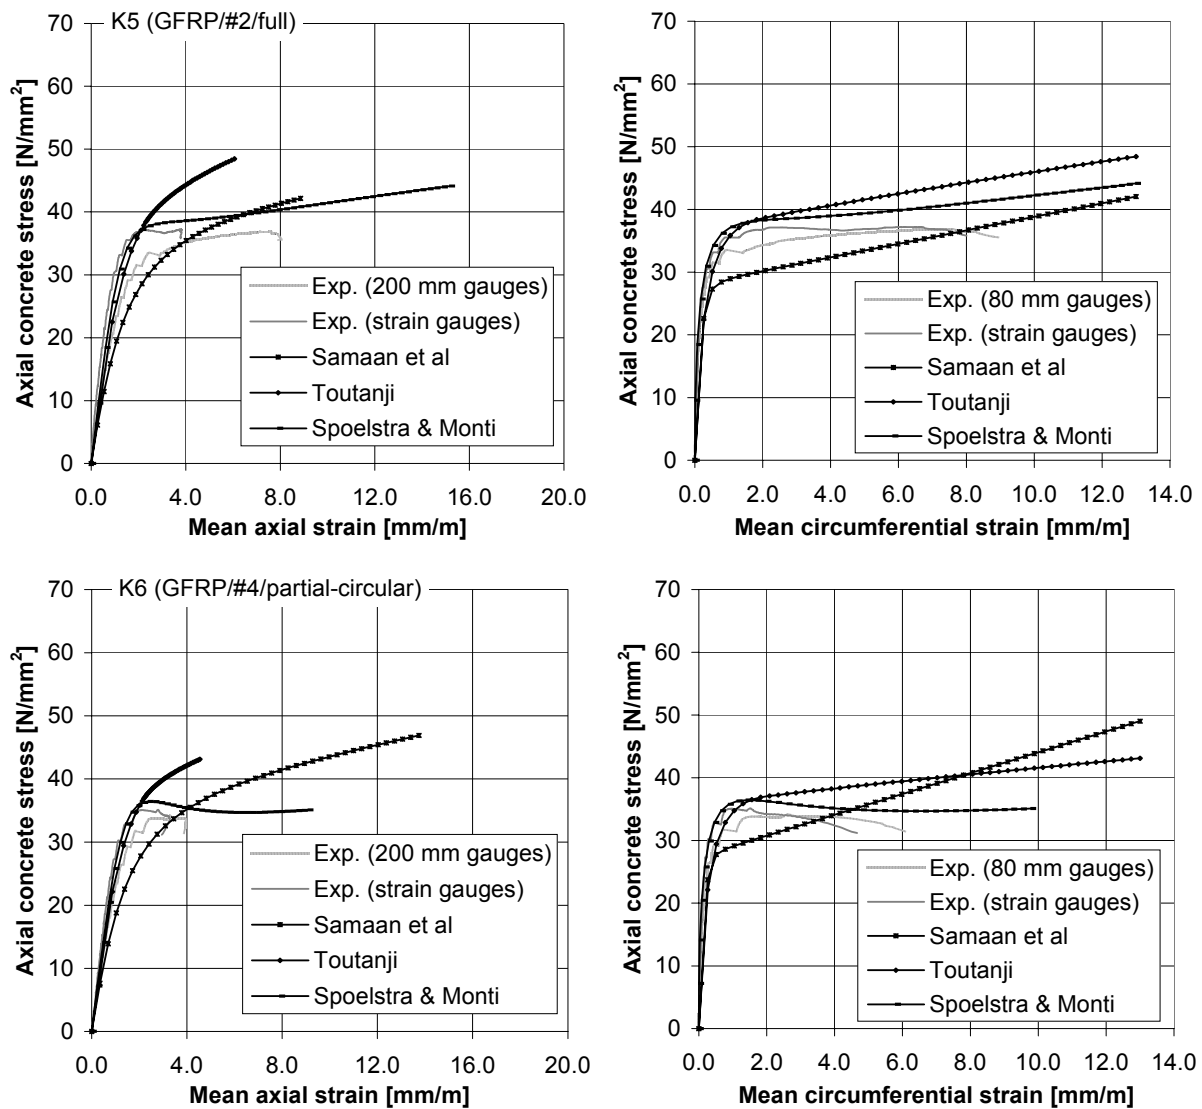 K5 (GFRP/#2/full)
Axial concrete stress [N/mm²]
70
60
50
40
30
20
10
0
Exp. (200 mm gauges)
Exp. (strain gauges)
Samaan et al
Toutanji
Spoelstra & Monti
0.0 4.0 8.0 12.0 16.0 20.0
Mean axial strain [mm/m]
Axial concrete stress [N/mm²]
70
60
50
40
30
20
10
0
Exp. (80 mm gauges)
Exp. (strain gauges)
Samaan et al
Toutanji
Spoelstra & Monti
0.0 2.0 4.0 6.0 8.0 10.0 12.0 14.0
Mean circumferential strain [mm/m]
K6 (GFRP/#4/partial-circular)
Axial concrete stress [N/mm²]
70
60
50
40
30
20
10
0
Exp. (200 mm gauges)
Exp. (strain gauges)
Samaan et al
Toutanji
Spoelstra & Monti
0.0 4.0 8.0 12.0 16.0 20.0
Mean axial strain [mm/m]
Axial concrete stress [N/mm²]
70
60
50
40
30
20
10
0
Exp. (80 mm gauges)
Exp. (strain gauges)
Samaan et al
Toutanji
Spoelstra & Monti
0.0 2.0 4.0 6.0 8.0 10.0 12.0 14.0
Mean circumferential strain [mm/m]